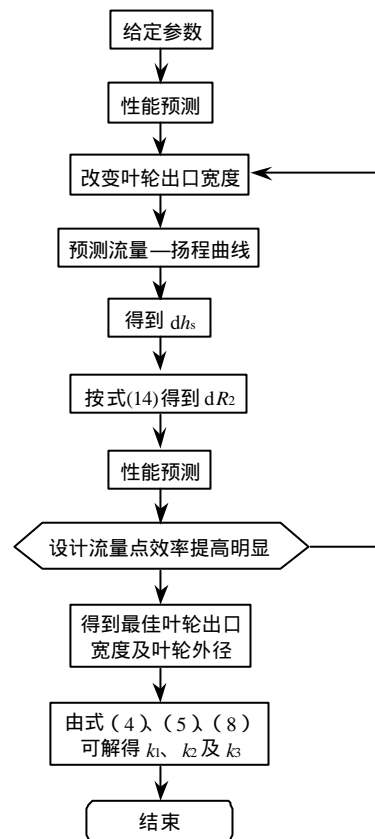 给定参数
性能预测
改变叶轮出口宽度
预测流量—扬程曲线
得到 dhₛ
按式(14)得到 dR₂
性能预测
设计流量点效率提高明显
得到最佳叶轮出口
宽度及叶轮外径
由式（4）、（5）、（8）
可解得 k₁、k₂ 及 k₃
结束